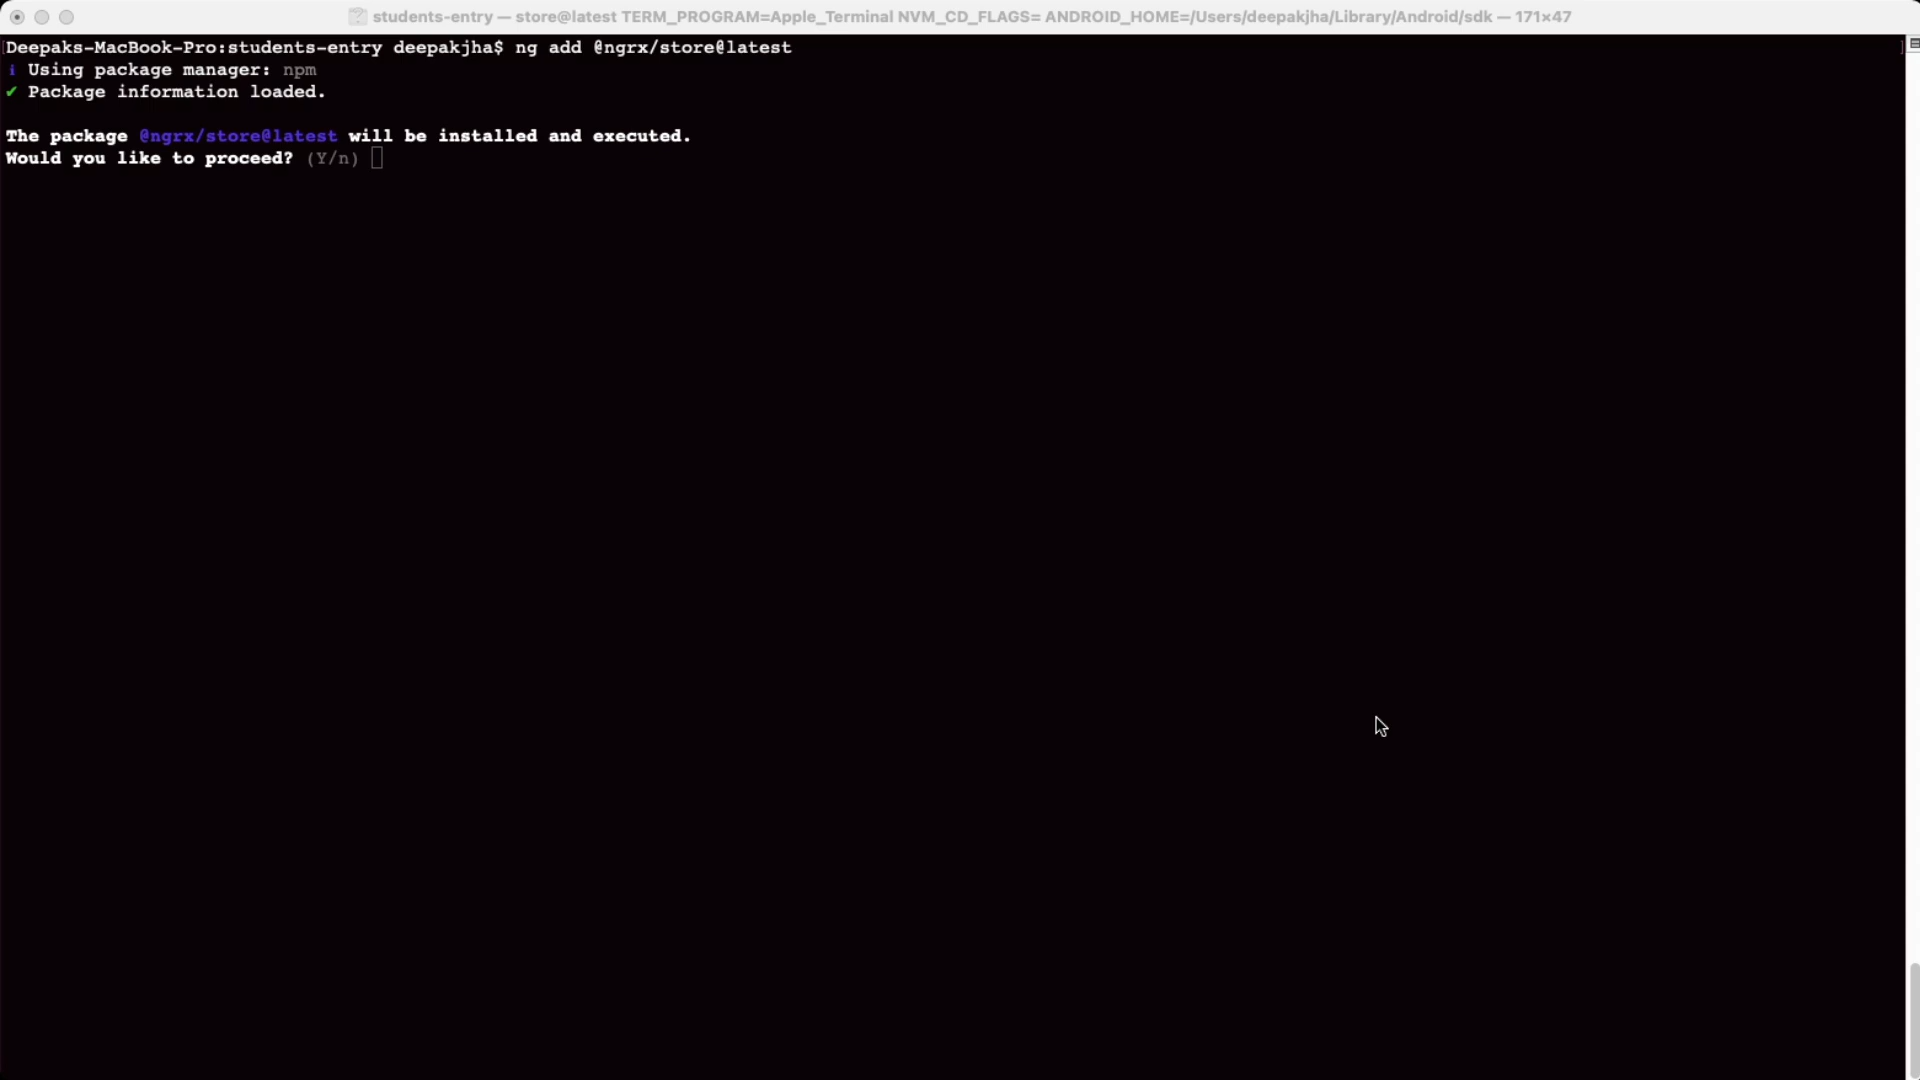 students-entry — store@latest TERM_PROGRAM=Apple_Terminal NVM_CD_FLAGS= ANDROID_HOME=/Users/deepakjha/Library/Android/sdk — 171×47
Deepaks-MacBook-Pro:students-entry deepakjha$ ng add @ngrx/store@latest
i Using package manager: npm
✔ Package information loaded.
The package @ngrx/store@latest will be installed and executed.
Would you like to proceed? (Y/n)